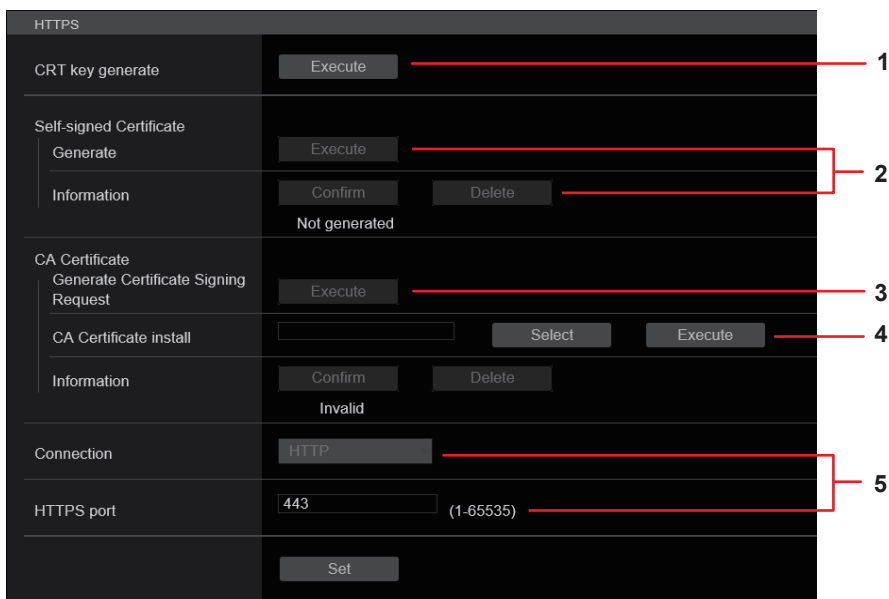 HTTPS
CRT key generate Execute 1
Self-signed Certificate
Generate Execute
2
Information Confirm Delete
Not generated
CA Certificate
Generate Certificate Signing
Request Execute 3
CA Certificate install Select Execute 4
Information Confirm Delete
Invalid
Connection HTTP
5
HTTPS port 443 (1-65535)
Set